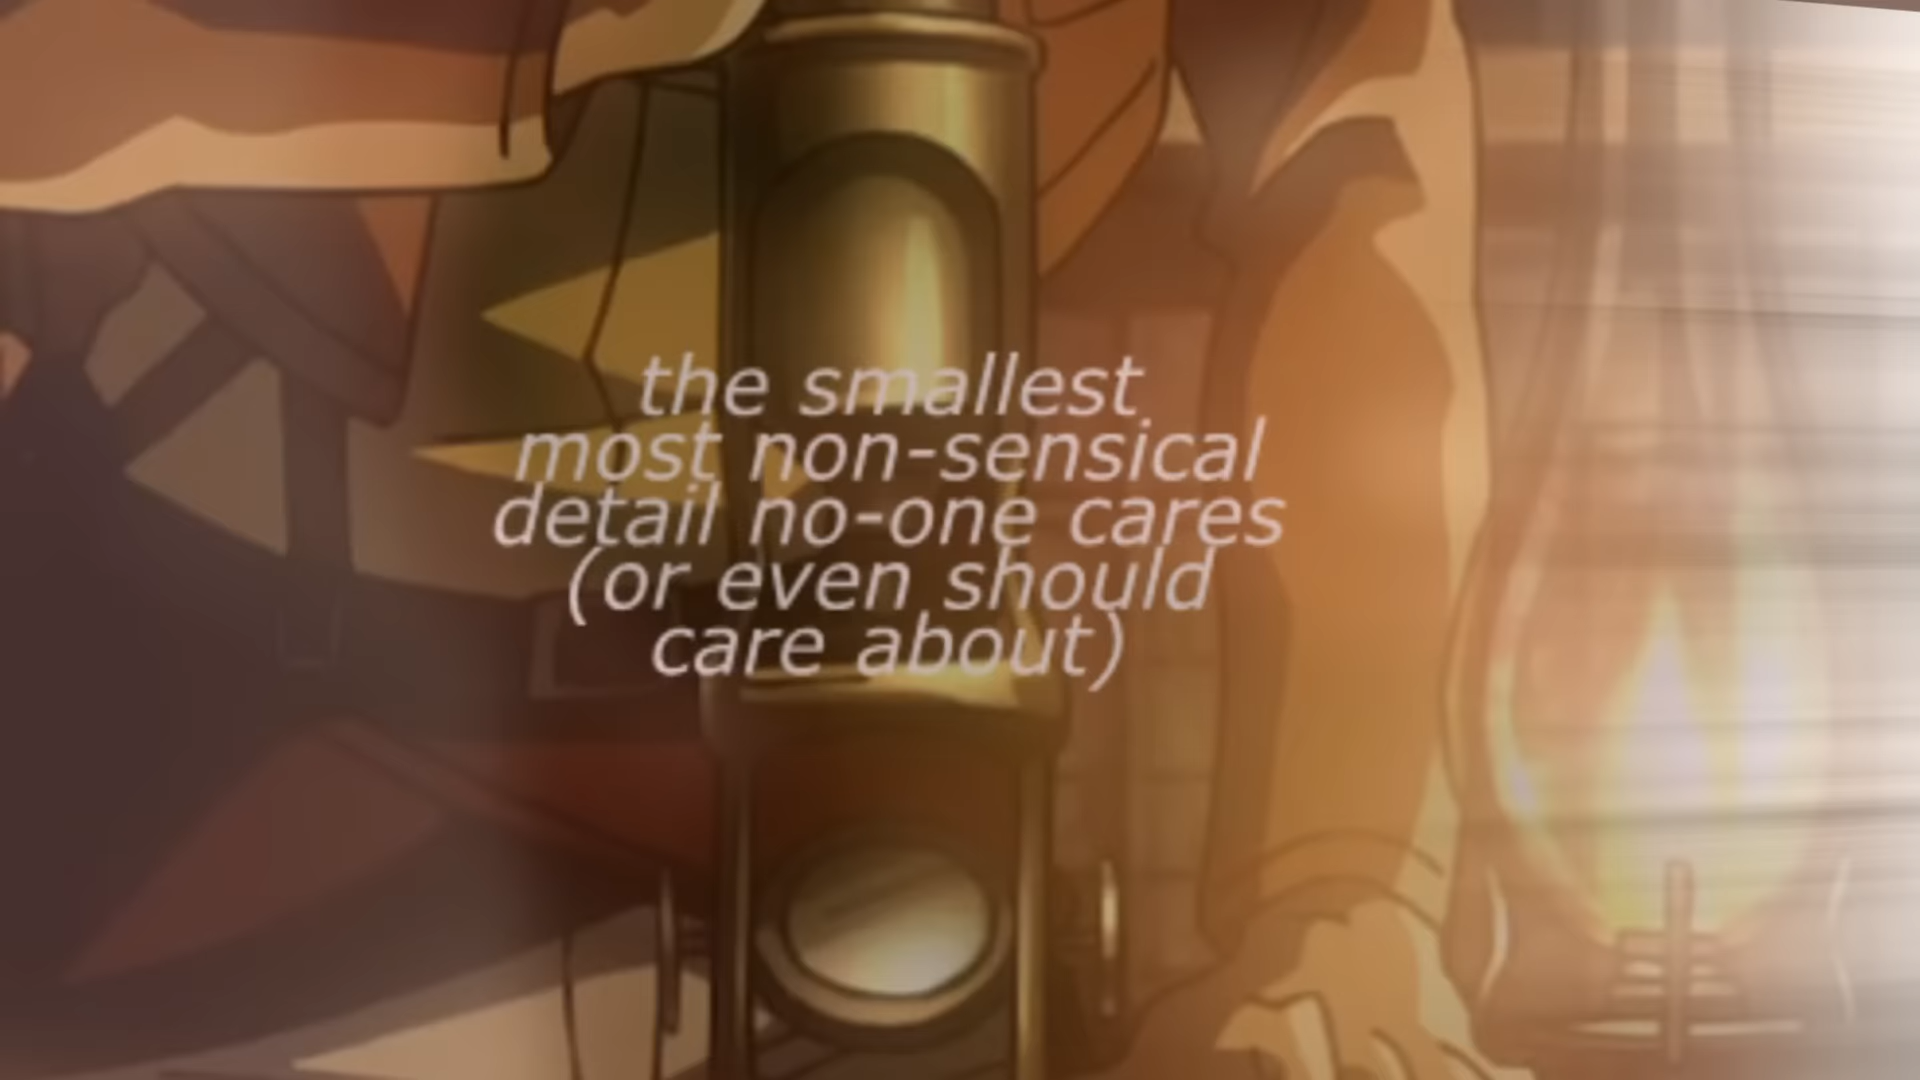 the smallest
most non-sensical
detail no-one cares
(or even should
care about)